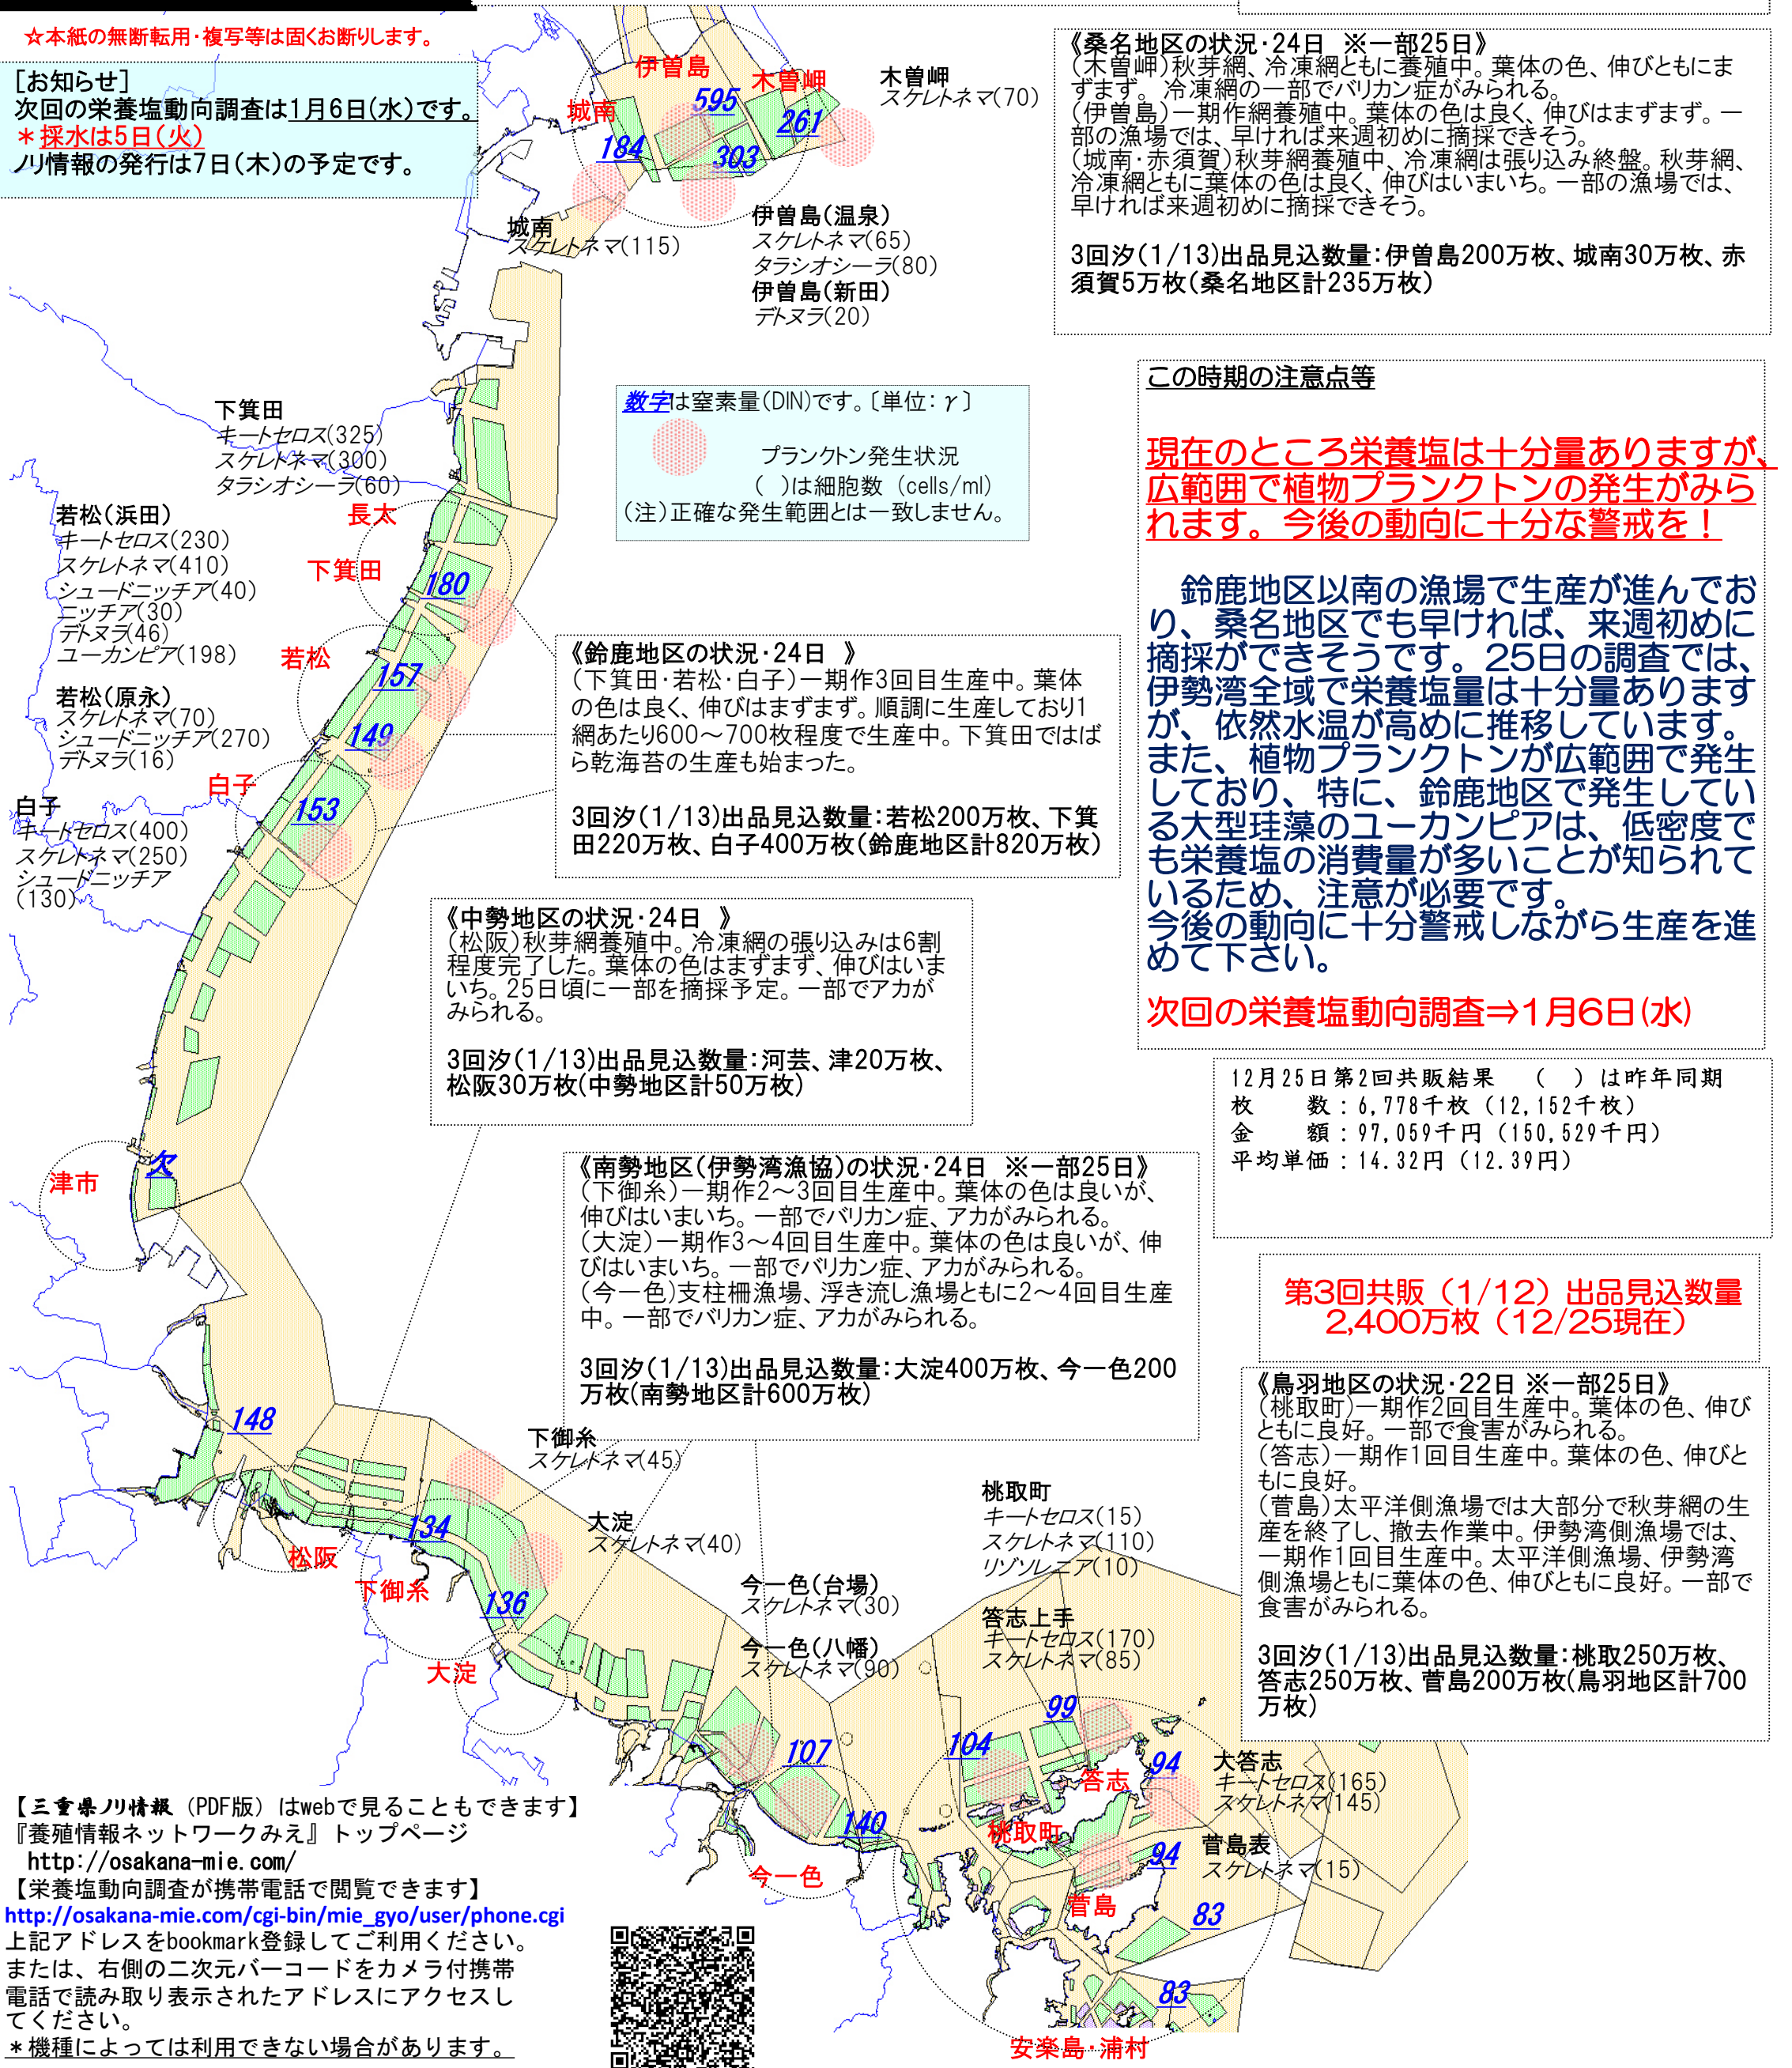 ☆本紙の無断転用・複写等は固くお断りします。
［お知らせ］
次回の栄養塩動向調査は1月6日(水)です。
＊採水は5日(火)
ノリ情報の発行は7日(木)の予定です。
伊曽島
木曽岬
城南
595
261
184
303
木曽岬
スケレトネマ(70)
城南
スケレトネマ(115)
伊曽島(温泉)
スケレトネマ(65)
タラシオシーラ(80)
伊曽島(新田)
デトヌラ(20)
《桑名地区の状況・24日 ※一部25日》
(木曽岬)秋芽網、冷凍網ともに養殖中。葉体の色、伸びともにま
ずまず。冷凍網の一部でバリカン症がみられる。
(伊曽島)一期作網養殖中。葉体の色は良く、伸びはまずまず。一
部の漁場では、早ければ来週初めに摘採できそう。
(城南・赤須賀)秋芽網養殖中、冷凍網は張り込み終盤。秋芽網、
冷凍網ともに葉体の色は良く、伸びはいまいち。一部の漁場では、
早ければ来週初めに摘採できそう。
3回汐(1/13)出品見込数量：伊曽島200万枚、城南30万枚、赤
須賀5万枚(桑名地区計235万枚)
数字は窒素量(DIN)です。〔単位：γ〕
プランクトン発生状況
( )は細胞数 (cells/ml)
(注)正確な発生範囲とは一致しません。
この時期の注意点等
現在のところ栄養塩は十分量ありますが、
広範囲で植物プランクトンの発生がみら
れます。今後の動向に十分な警戒を！
鈴鹿地区以南の漁場で生産が進んでお
り、桑名地区でも早ければ、来週初めに
摘採ができそうです。25日の調査では、
伊勢湾全域で栄養塩量は十分量あります
が、依然水温が高めに推移しています。
また、植物プランクトンが広範囲で発生
しており、特に、鈴鹿地区で発生してい
る大型珪藻のユーカンピアは、低密度で
も栄養塩の消費量が多いことが知られて
いるため、注意が必要です。
今後の動向に十分警戒しながら生産を進
めて下さい。
次回の栄養塩動向調査⇒1月6日(水)
下箕田
キートセロス(325)
スケレトネマ(300)
タラシオシーラ(60)
若松(浜田)
キートセロス(230)
スケレトネマ(410)
シュードニッチア(40)
ニッチア(30)
デトヌラ(46)
ユーカンピア(198)
若松(原永)
スケレトネマ(70)
シュードニッチア(270)
デトヌラ(16)
白子
キートセロス(400)
スケレトネマ(250)
シュードニッチア
(130)
長太
下箕田
180
若松
157
149
白子
153
《鈴鹿地区の状況・24日 》
(下箕田・若松・白子)一期作3回目生産中。葉体
の色は良く、伸びはまずまず。順調に生産しており1
網あたり600～700枚程度で生産中。下箕田ではば
ら乾海苔の生産も始まった。
3回汐(1/13)出品見込数量：若松200万枚、下箕
田220万枚、白子400万枚(鈴鹿地区計820万枚)
《中勢地区の状況・24日 》
(松阪)秋芽網養殖中。冷凍網の張り込みは6割
程度完了した。葉体の色はまずまず、伸びはいま
いち。25日頃に一部を摘採予定。一部でアカが
みられる。
3回汐(1/13)出品見込数量：河芸、津20万枚、
松阪30万枚(中勢地区計50万枚)
12月25日第2回共販結果 ( ) は昨年同期
枚 数：6,778千枚 (12,152千枚)
金 額：97,059千円 (150,529千円)
平均単価：14.32円 (12.39円)
欠
津市
《南勢地区(伊勢湾漁協)の状況・24日 ※一部25日》
(下御糸)一期作2～3回目生産中。葉体の色は良いが、
伸びはいまいち。一部でバリカン症、アカがみられる。
(大淀)一期作3～4回目生産中。葉体の色は良いが、伸
びはいまいち。一部でバリカン症、アカがみられる。
(今一色)支柱柵漁場、浮き流し漁場ともに2～4回目生産
中。一部でバリカン症、アカがみられる。
3回汐(1/13)出品見込数量：大淀400万枚、今一色200
万枚(南勢地区計600万枚)
第3回共販（1/12）出品見込数量
2,400万枚（12/25現在）
《鳥羽地区の状況・22日 ※一部25日》
(桃取町)一期作2回目生産中。葉体の色、伸び
ともに良好。一部で食害がみられる。
(答志)一期作1回目生産中。葉体の色、伸びと
もに良好。
(菅島)太平洋側漁場では大部分で秋芽網の生
産を終了し、撤去作業中。伊勢湾側漁場では、
一期作1回目生産中。太平洋側漁場、伊勢湾
側漁場ともに葉体の色、伸びともに良好。一部で
食害がみられる。
3回汐(1/13)出品見込数量：桃取250万枚、
答志250万枚、菅島200万枚(鳥羽地区計700
万枚)
148
下御糸
スケレトネマ(45)
134
大淀
スケレトネマ(40)
松阪
下御糸
136
大淀
今一色(台場)
スケレトネマ(30)
今一色(八幡)
スケレトネマ(90)
桃取町
キートセロス(15)
スケレトネマ(110)
リゾソレニア(10)
答志上手
キートセロス(170)
スケレトネマ(85)
99
104
107
94
答志
大答志
キートセロス(165)
スケレトネマ(145)
140
桃取町
94
菅島表
スケレトネマ(15)
今一色
菅島
83
83
安楽島・浦村
【三重県ノリ情報（PDF版）はwebで見ることもできます】
『養殖情報ネットワークみえ』トップページ
http://osakana-mie.com/
【栄養塩動向調査が携帯電話で閲覧できます】
http://osakana-mie.com/cgi-bin/mie_gyo/user/phone.cgi
上記アドレスをbookmark登録してご利用ください。
または、右側の二次元バーコードをカメラ付携帯
電話で読み取り表示されたアドレスにアクセスし
てください。
＊機種によっては利用できない場合があります。